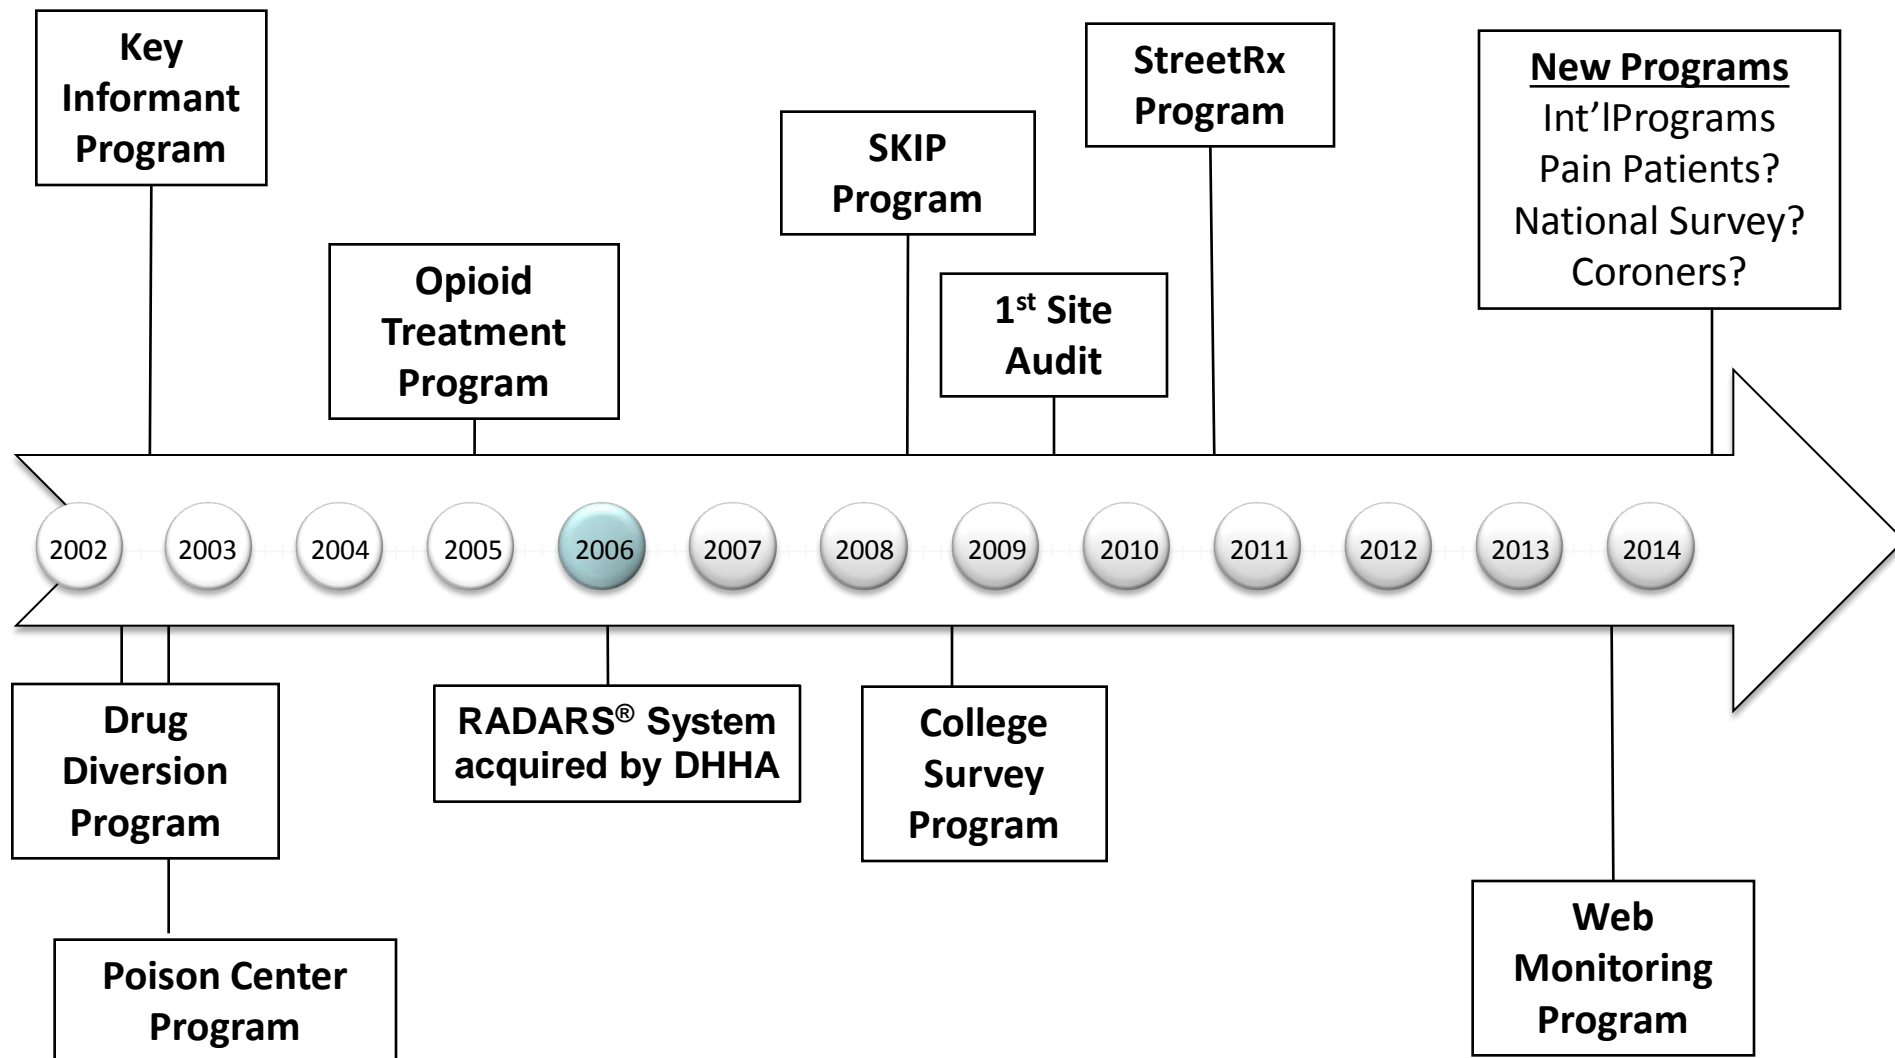 Key
Informant
Program
Opioid
Treatment
Program
SKIP
Program
1st Site
Audit
StreetRx
Program
New Programs
Int'lPrograms
Pain Patients?
National Survey?
Coroners?
2002
2003
2004
2005
2006
2007
2008
2009
2010
2011
2012
2013
2014
Drug
Diversion
Program
Poison Center
Program
RADARS® System
acquired by DHHA
College
Survey
Program
Web
Monitoring
Program